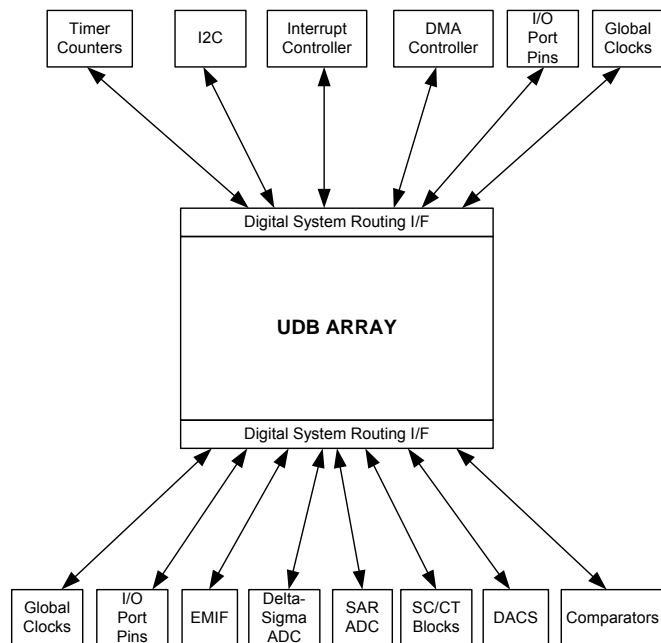 Timer
Counters
I2C
Interrupt
Controller
DMA
Controller
I/O
Port
Pins
Global
Clocks
Digital System Routing I/F
UDB ARRAY
Digital System Routing I/F
Global
Clocks
I/O
Port
Pins
EMIF
Delta-
Sigma
ADC
SAR
ADC
SC/CT
Blocks
DACS
Comparators